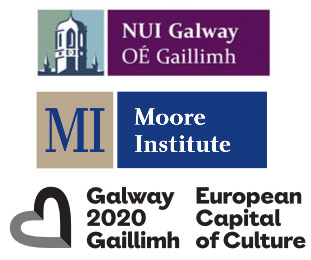 NUI Galway
OÉ Gaillimh
MI
Moore
Institute
Galway
2020
Gaillimh
European
Capital
of Culture